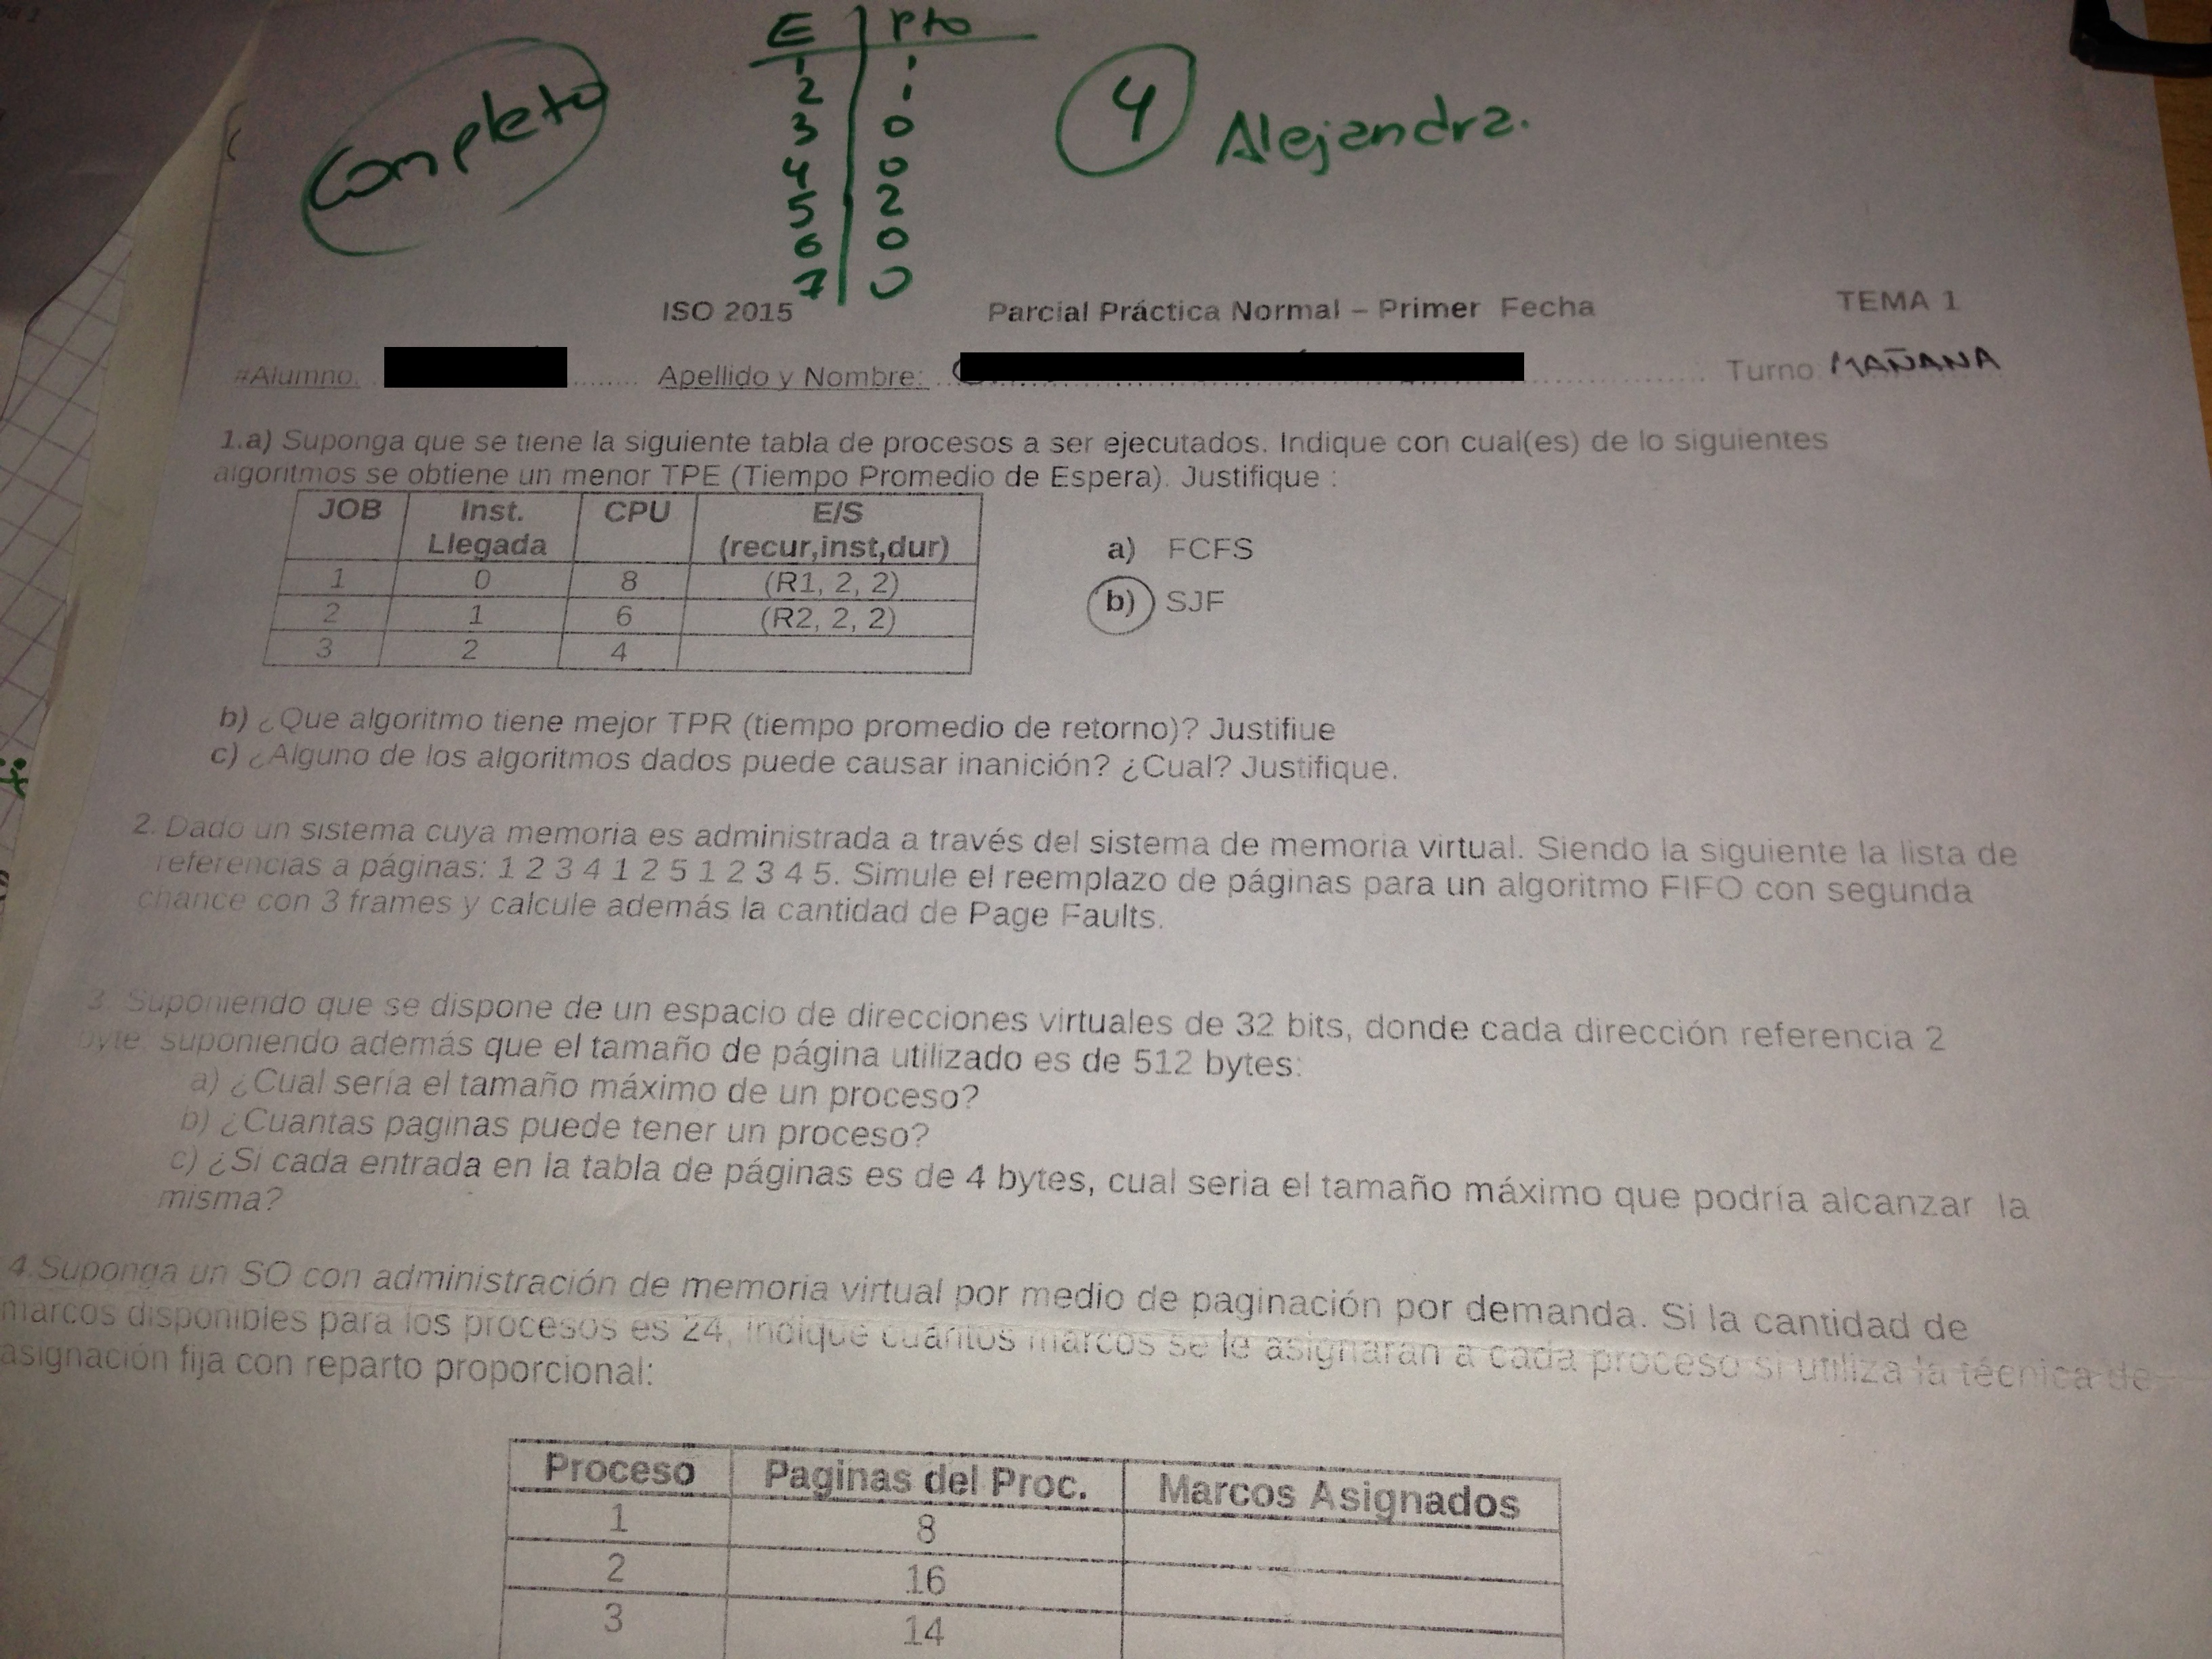 E | Pto
1 | 1
2 | 1
3 | 0
4 | 0
5 | 2
6 | 0
7 | 0
Completo
4 Alejandra.
ISO 2015 Parcial Práctica Normal – Primer Fecha TEMA 1
#Alumno: Apellido y Nombre: Turno: MAÑANA
1.a) Suponga que se tiene la siguiente tabla de procesos a ser ejecutados. Indique con cual(es) de lo siguientes
algoritmos se obtiene un menor TPE (Tiempo Promedio de Espera). Justifique :
JOB Inst. CPU E/S
Llegada (recur,inst,dur)
1 0 8 (R1, 2, 2)
2 1 6 (R2, 2, 2)
3 2 4
a) FCFS
b) SJF
b) ¿Que algoritmo tiene mejor TPR (tiempo promedio de retorno)? Justifiue
c) ¿Alguno de los algoritmos dados puede causar inanición? ¿Cual? Justifique.
2. Dado un sistema cuya memoria es administrada a través del sistema de memoria virtual. Siendo la siguiente la lista de
referencias a páginas: 1 2 3 4 1 2 5 1 2 3 4 5. Simule el reemplazo de páginas para un algoritmo FIFO con segunda
chance con 3 frames y calcule además la cantidad de Page Faults.
3. Suponiendo que se dispone de un espacio de direcciones virtuales de 32 bits, donde cada dirección referencia 2
byte, suponiendo además que el tamaño de página utilizado es de 512 bytes:
a) ¿Cual sería el tamaño máximo de un proceso?
b) ¿Cuantas paginas puede tener un proceso?
c) ¿Si cada entrada en la tabla de páginas es de 4 bytes, cual seria el tamaño máximo que podría alcanzar la
misma?
4.Suponga un SO con administración de memoria virtual por medio de paginación por demanda. Si la cantidad de
marcos disponibles para los procesos es 24, indique cuántos marcos se le asignaran a cada proceso si utiliza la técnica de
asignación fija con reparto proporcional:
Proceso Paginas del Proc. Marcos Asignados
1 8
2 16
3 14